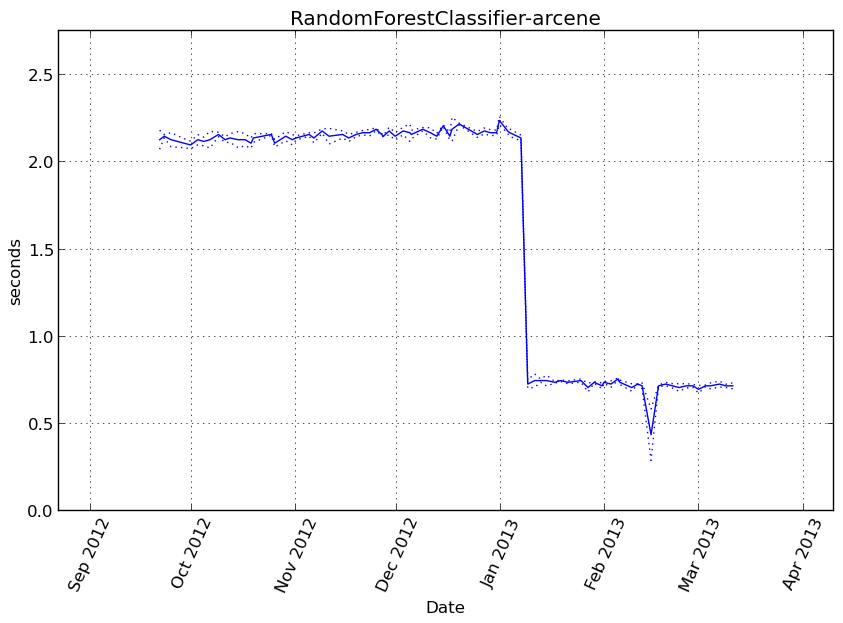 RandomForestClassifier-arcene
2.5
2.0
1.5
1.0
0.5
0.0
seconds
Sep 2012
Oct 2012
Nov 2012
Dec 2012
Jan 2013
Feb 2013
Mar 2013
Apr 2013
Date